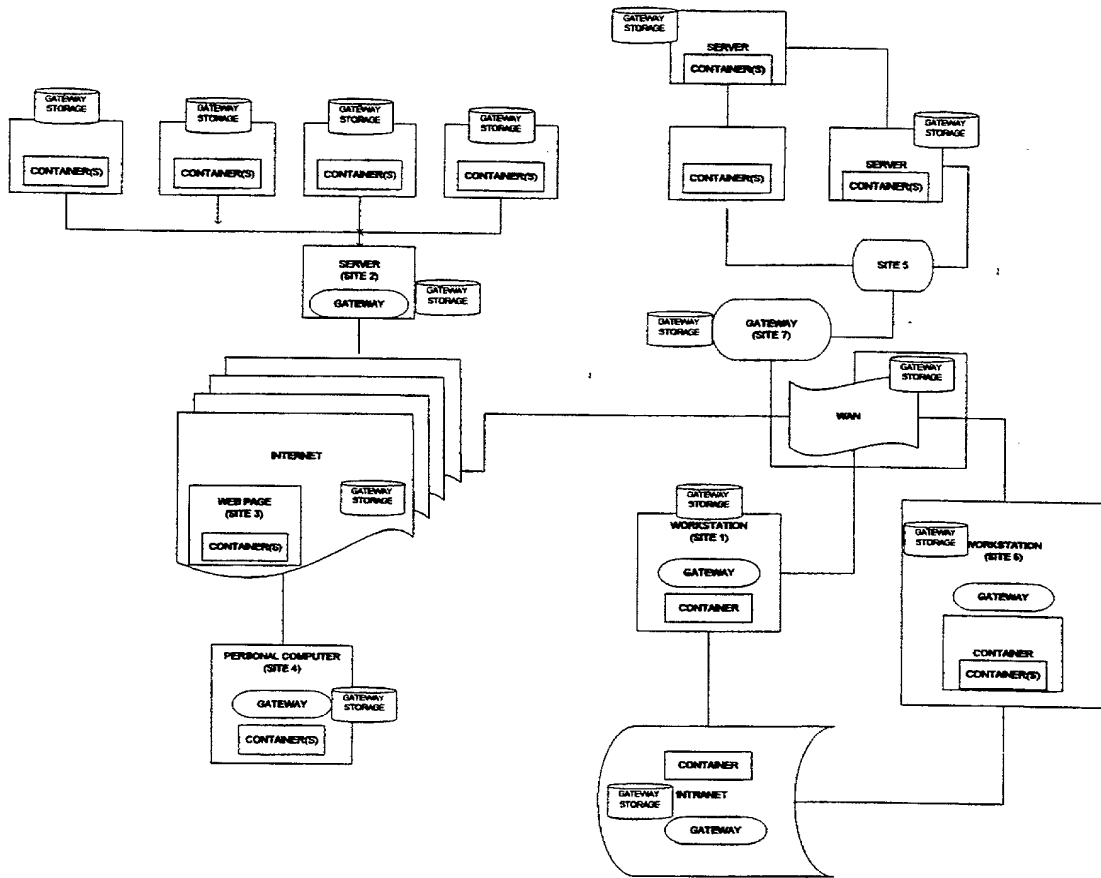 GATEWAY
STORAGE
SERVER
CONTAINER(S)
GATEWAY
STORAGE
CONTAINER(S)
GATEWAY
STORAGE
CONTAINER(S)
GATEWAY
STORAGE
CONTAINER(S)
GATEWAY
STORAGE
CONTAINER(S)
CONTAINER(S)
GATEWAY
STORAGE
SERVER
CONTAINER(S)
SERVER
(SITE 2)
GATEWAY
GATEWAY
STORAGE
SITE 5
GATEWAY
STORAGE
GATEWAY
(SITE 7)
GATEWAY
STORAGE
WAN
INTERNET
GATEWAY
STORAGE
WEB PAGE
(SITE 3)
CONTAINER(S)
GATEWAY
STORAGE
WORKSTATION
(SITE 1)
GATEWAY
CONTAINER
GATEWAY
STORAGE
WORKSTATION
(SITE 6)
GATEWAY
CONTAINER
CONTAINER(S)
PERSONAL COMPUTER
(SITE 4)
GATEWAY
GATEWAY
STORAGE
CONTAINER(S)
CONTAINER
GATEWAY
STORAGE
INTRANET
GATEWAY